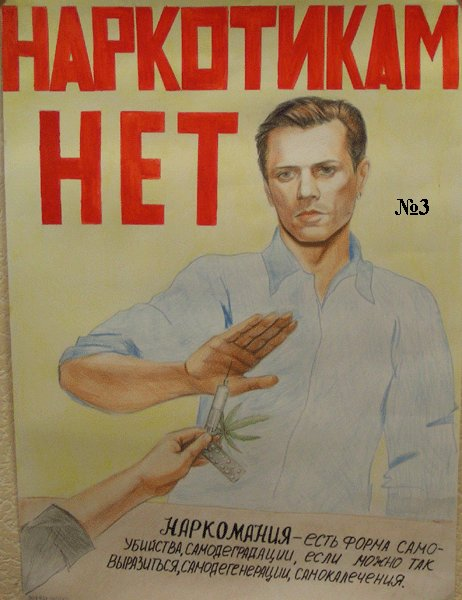 НАРКОТИКАМ
НЕТ
№3
НАРКОМАНИЯ – ЕСТЬ ФОРМА САМО-
УБИЙСТВА, САМОДЕГРАДАЦИИ, ЕСЛИ МОЖНО ТАК
ВЫРАЗИТЬСЯ, САМОДЕГЕНЕРАЦИИ, САМОКАЛЕЧЕНИЯ.